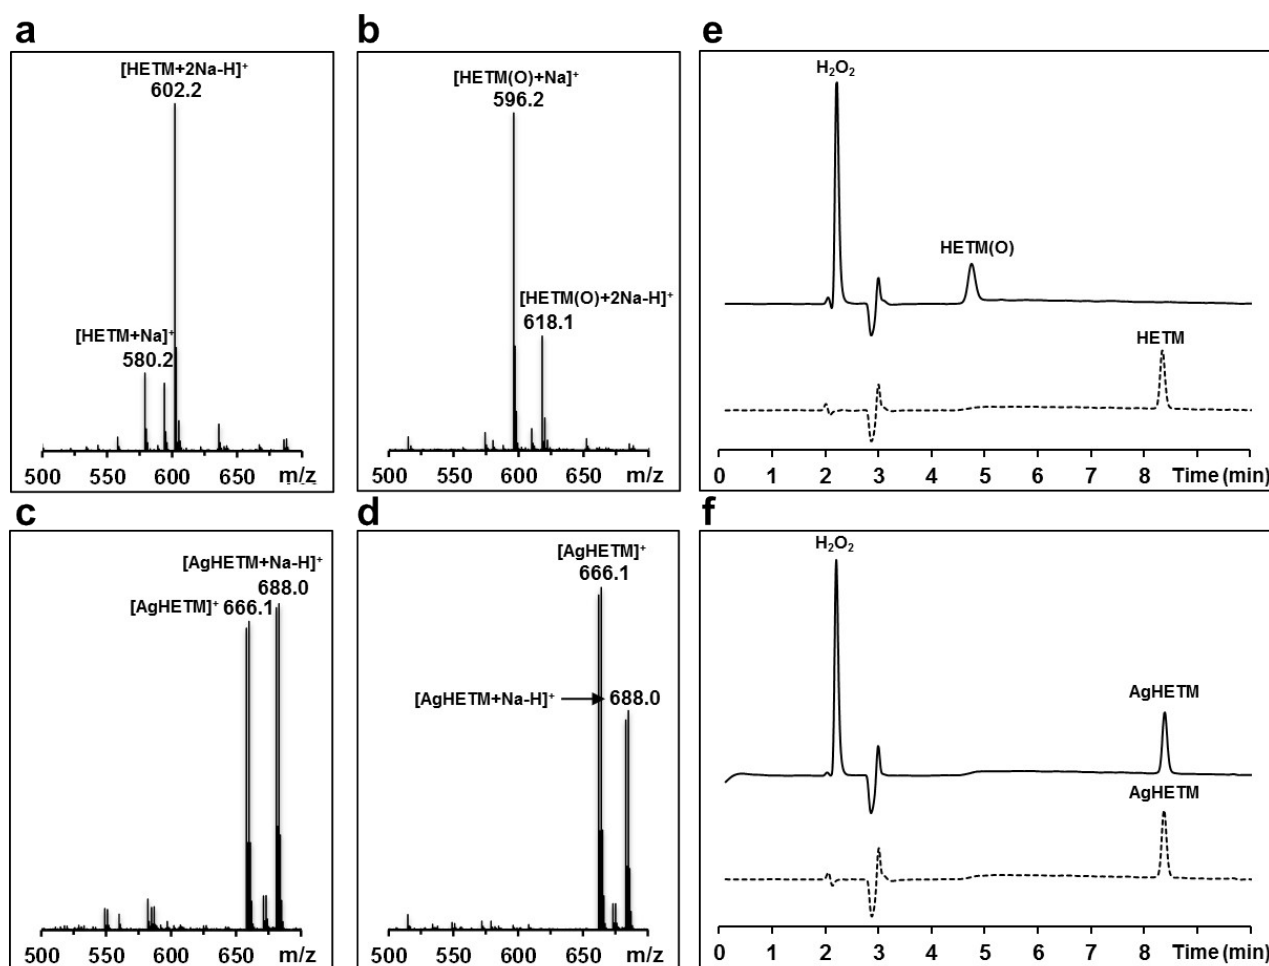 a
[HETM+2Na-H]⁺
602.2
[HETM+Na]⁺
580.2
500 550 600 650 m/z
b
[HETM(O)+Na]⁺
596.2
[HETM(O)+2Na-H]⁺
618.1
500 550 600 650 m/z
e
H₂O₂
HETM(O)
HETM
0 1 2 3 4 5 6 7 8 Time (min)
c
[AgHETM+Na-H]⁺
688.0
[AgHETM]⁺ 666.1
500 550 600 650 m/z
d
[AgHETM]⁺
666.1
[AgHETM+Na-H]⁺ 688.0
500 550 600 650 m/z
f
H₂O₂
AgHETM
AgHETM
0 1 2 3 4 5 6 7 8 Time (min)